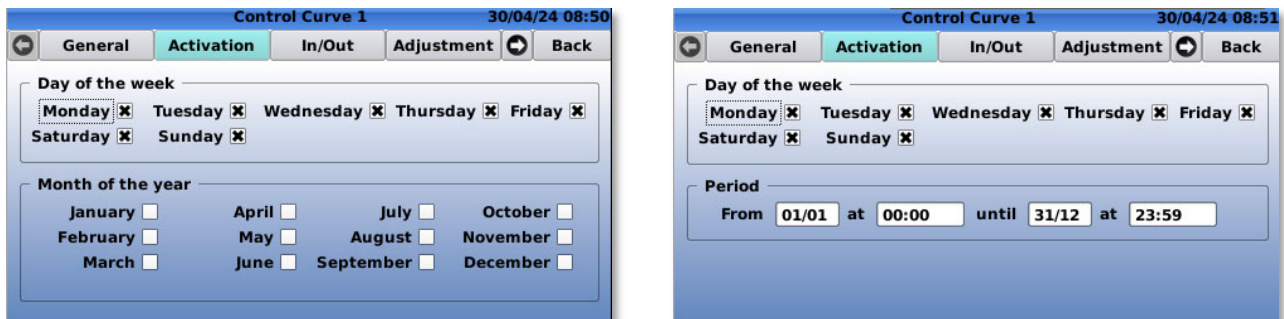 Control Curve 1 30/04/24 08:50
General Activation In/Out Adjustment Back
Day of the week
Monday Tuesday Wednesday Thursday Friday
Saturday Sunday
Month of the year
January April July October
February May August November
March June September December
Control Curve 1 30/04/24 08:51
General Activation In/Out Adjustment Back
Day of the week
Monday Tuesday Wednesday Thursday Friday
Saturday Sunday
Period
From 01/01 at 00:00 until 31/12 at 23:59